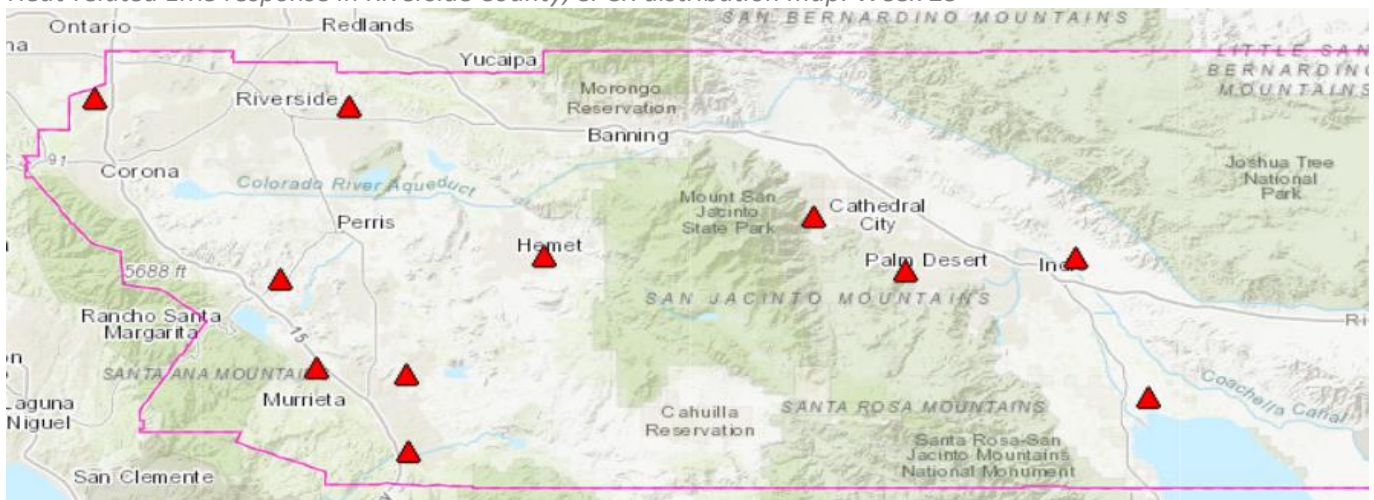 Ontario
Redlands
SAN BERNARDINO MOUNTAINS
Yucaipa
LITTLE SAN
BERNARDINO
MOUNTAINS
Riverside
Morongo
Reservation
Banning
91
Corona
Joshua Tree
National
Park
Colorado River Aqueduct
Mount San
Jacinto
State Park
Cathedral
City
Perris
Hemet
5688 ft
Palm Desert
SAN JACINTO MOUNTAINS
Rancho Santa
Margarita
15
SANTA ANA MOUNTAINS
Murrieta
Laguna
Niguel
Cahuilla
Reservation
SANTA ROSA MOUNTAINS
Coachella Canal
Santa Rosa-San
Jacinto Mountains
National Monument
San Clemente